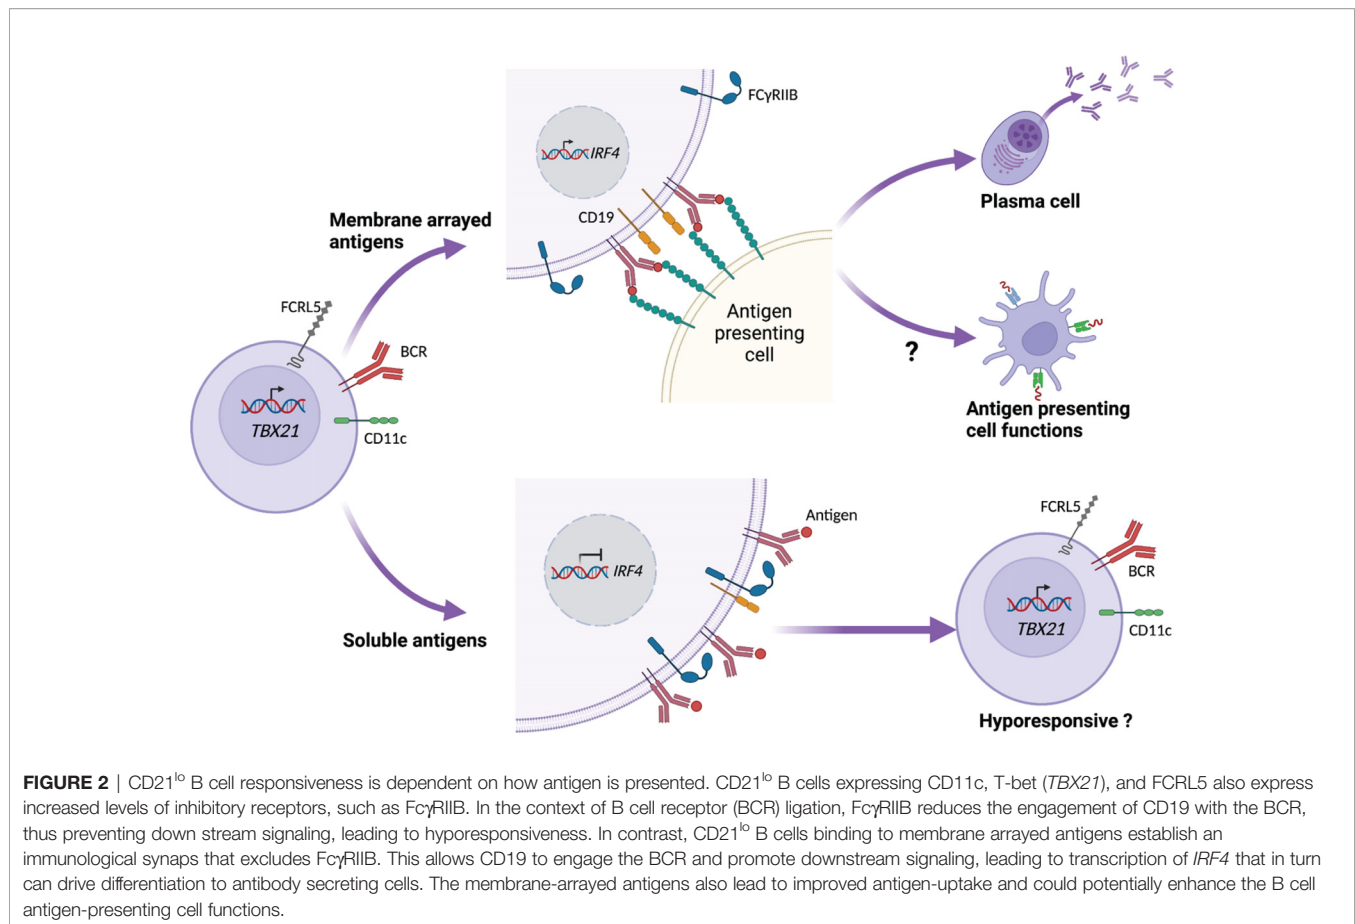 FCγRIIB
IRF4
CD19
Membrane arrayed
antigens
Antigen
presenting
cell
Plasma cell
?
Antigen presenting
cell functions
FCRL5
BCR
TBX21
CD11c
Soluble antigens
Antigen
IRF4
FCRL5
BCR
TBX21
CD11c
Hyporesponsive ?
FIGURE 2 | CD21lo B cell responsiveness is dependent on how antigen is presented. CD21lo B cells expressing CD11c, T-bet (TBX21), and FCRL5 also express
increased levels of inhibitory receptors, such as FcγRIIB. In the context of B cell receptor (BCR) ligation, FcγRIIB reduces the engagement of CD19 with the BCR,
thus preventing down stream signaling, leading to hyporesponsiveness. In contrast, CD21lo B cells binding to membrane arrayed antigens establish an
immunological synaps that excludes FcγRIIB. This allows CD19 to engage the BCR and promote downstream signaling, leading to transcription of IRF4 that in turn
can drive differentiation to antibody secreting cells. The membrane-arrayed antigens also lead to improved antigen-uptake and could potentially enhance the B cell
antigen-presenting cell functions.